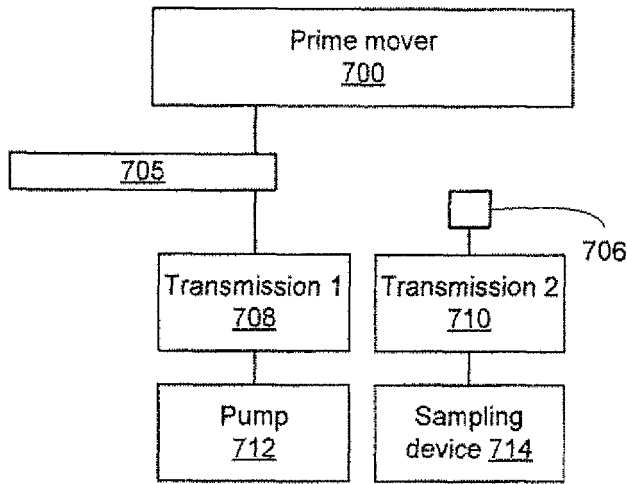 Prime mover
700
705
706
Transmission 1
708
Transmission 2
710
Pump
712
Sampling
device 714